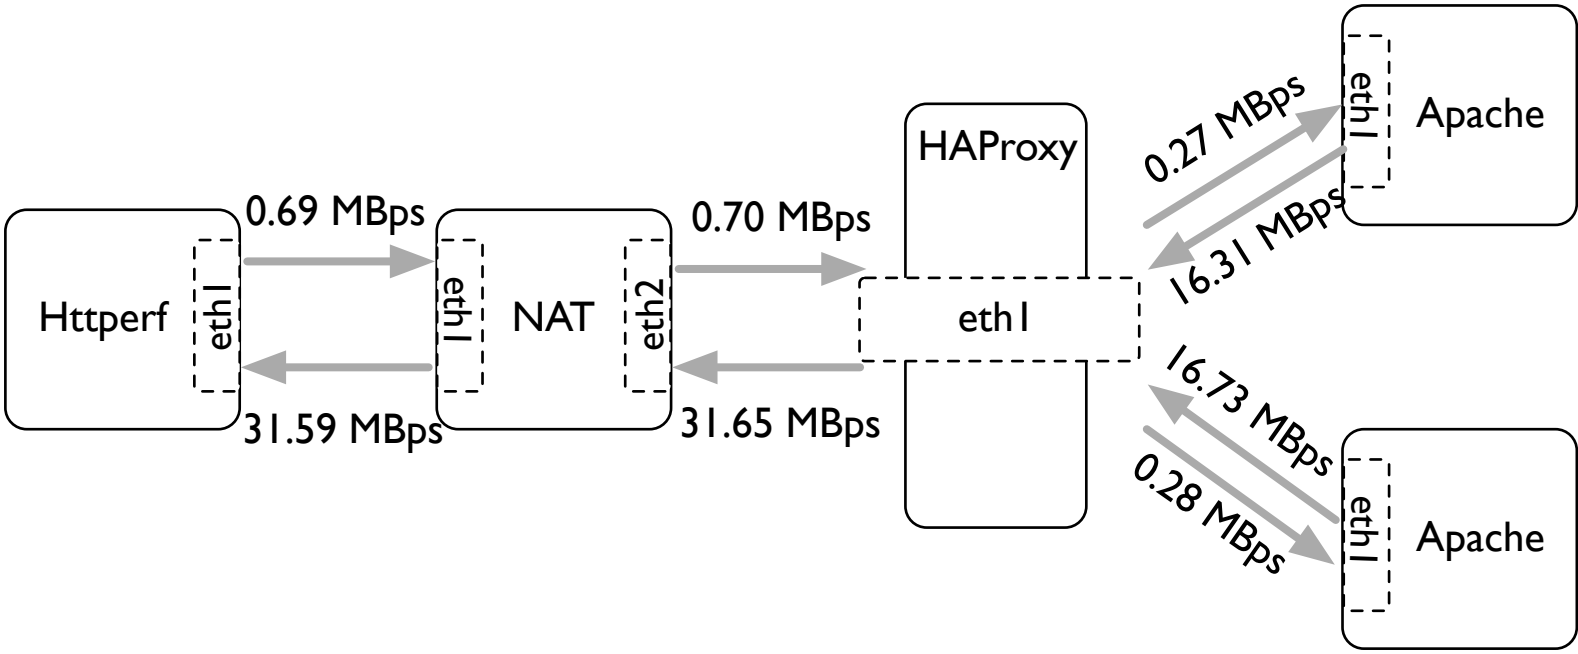 Httperf
eth1
0.69 MBps
31.59 MBps
eth1
NAT
eth2
0.70 MBps
31.65 MBps
HAProxy
eth1
0.27 MBps
16.31 MBps
eth1
Apache
16.73 MBps
0.28 MBps
eth1
Apache